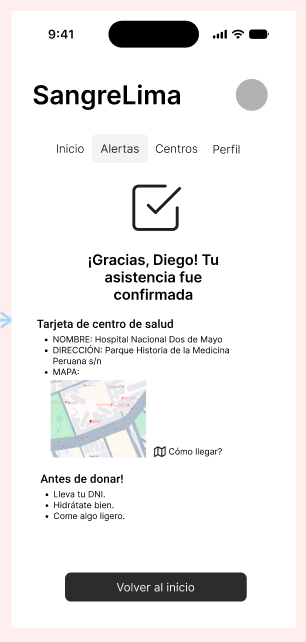 9:41
SangreLima
Inicio Alertas Centros Perfil
¡Gracias, Diego! Tu
asistencia fue
confirmada
Tarjeta de centro de salud
• NOMBRE: Hospital Nacional Dos de Mayo
• DIRECCIÓN: Parque Historia de la Medicina
Peruana s/n
• MAPA:
Cómo llegar?
Antes de donar!
• Lleva tu DNI.
• Hidrátate bien.
• Come algo ligero.
Volver al inicio